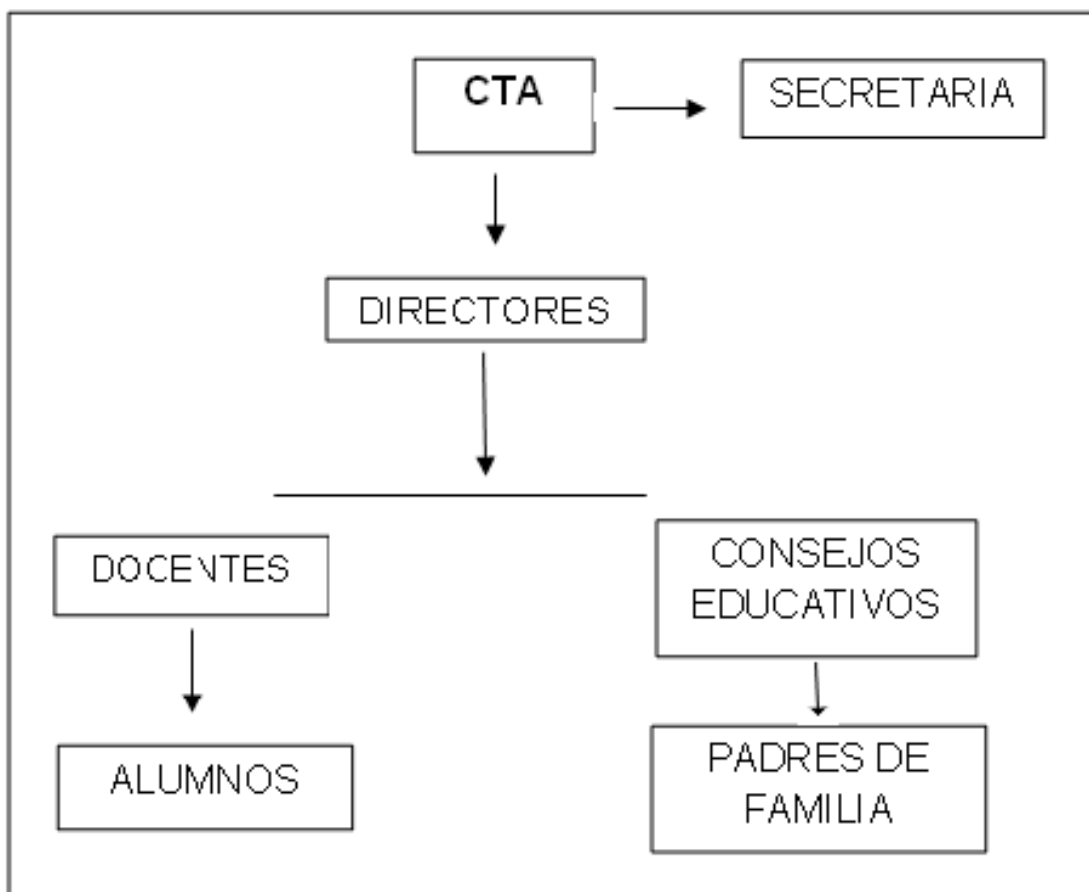 CTA
SECRETARIA
DIRECTORES
DOCENTES
CONSEJOS
EDUCATIVOS
ALUMNOS
PADRES DE
FAMILIA